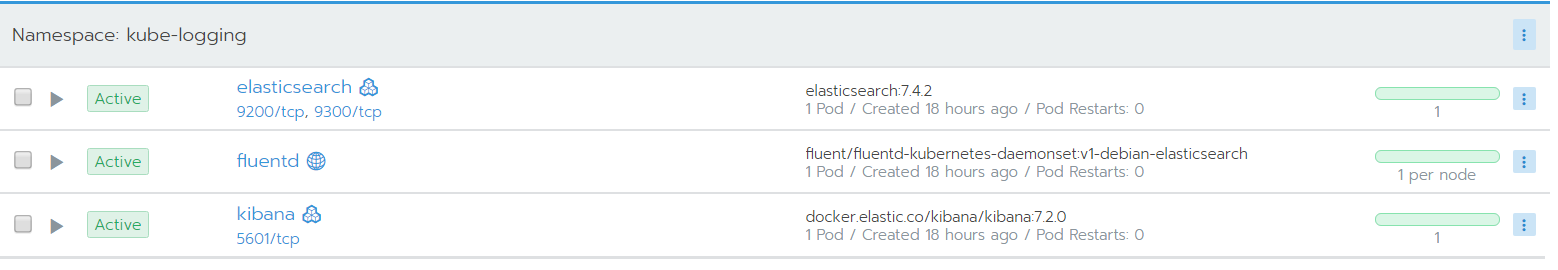 Namespace: kube-logging
Active
elasticsearch
9200/tcp, 9300/tcp
elasticsearch:7.4.2
1 Pod / Created 18 hours ago / Pod Restarts: 0
1
Active
fluentd
fluent/fluentd-kubernetes-daemonset:v1-debian-elasticsearch
1 Pod / Created 18 hours ago / Pod Restarts: 0
1 per node
Active
kibana
5601/tcp
docker.elastic.co/kibana/kibana:7.2.0
1 Pod / Created 18 hours ago / Pod Restarts: 0
1